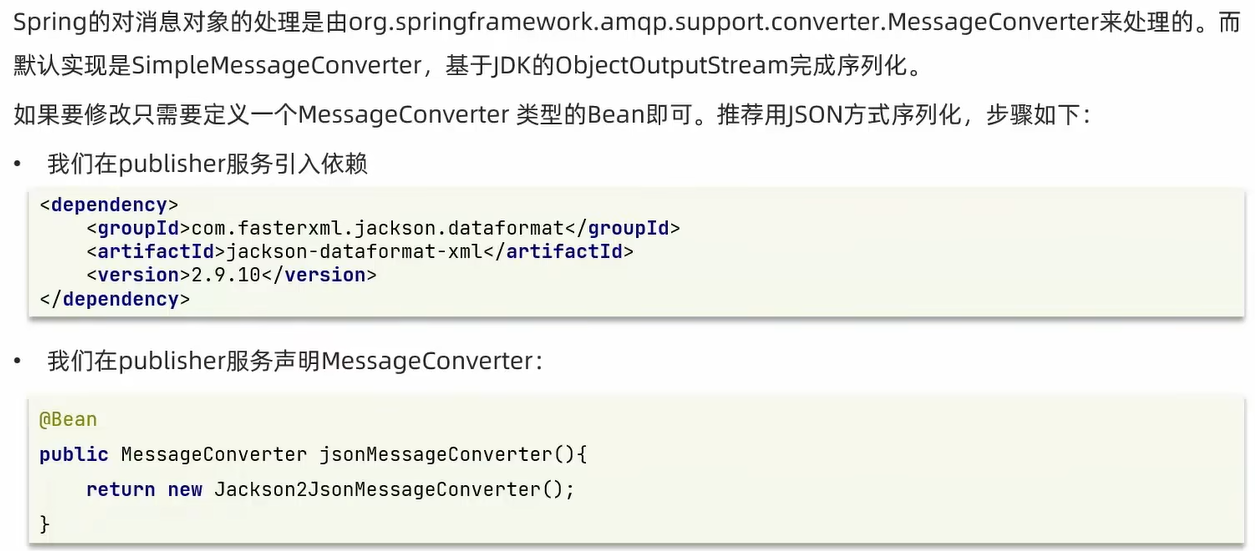 Spring的对消息对象的处理是由org.springframework.amqp.support.converter.MessageConverter来处理的。而
默认实现是SimpleMessageConverter，基于JDK的ObjectOutputStream完成序列化。
如果要修改只需要定义一个MessageConverter 类型的Bean即可。推荐用JSON方式序列化，步骤如下：
• 我们在publisher服务引入依赖
<dependency>
    <groupId>com.fasterxml.jackson.dataformat</groupId>
    <artifactId>jackson-dataformat-xml</artifactId>
    <version>2.9.10</version>
</dependency>
• 我们在publisher服务声明MessageConverter：
@Bean
public MessageConverter jsonMessageConverter(){
    return new Jackson2JsonMessageConverter();
}